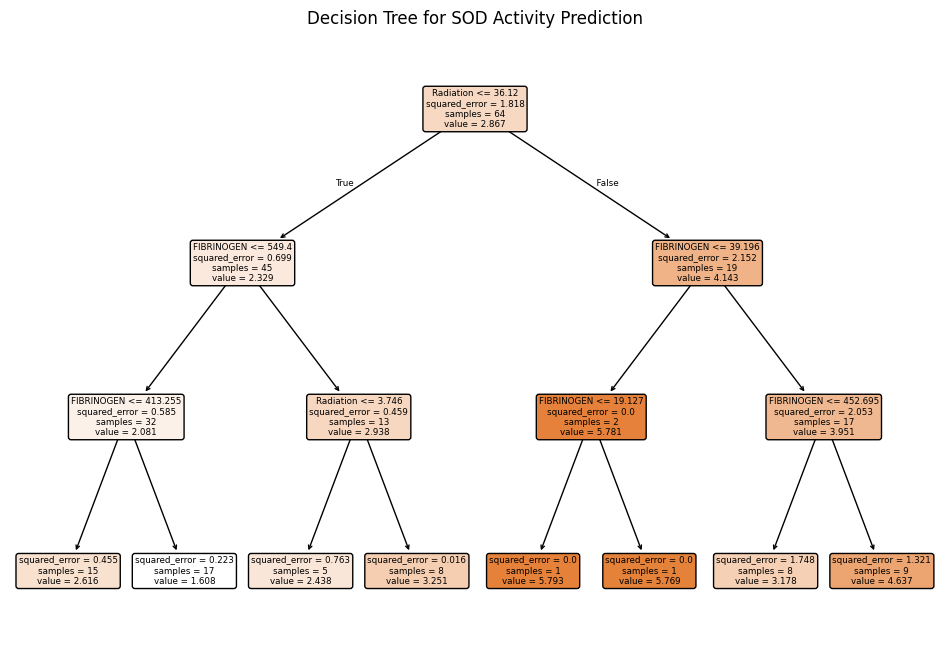 Decision Tree for SOD Activity Prediction
Radiation <= 36.12
squared_error = 1.818
samples = 64
value = 2.867
True
False
FIBRINOGEN <= 549.4
squared_error = 0.699
samples = 45
value = 2.329
FIBRINOGEN <= 39.196
squared_error = 2.152
samples = 19
value = 4.143
FIBRINOGEN <= 413.255
squared_error = 0.585
samples = 32
value = 2.081
Radiation <= 3.746
squared_error = 0.459
samples = 13
value = 2.938
FIBRINOGEN <= 19.127
squared_error = 0.0
samples = 2
value = 5.781
FIBRINOGEN <= 452.695
squared_error = 2.053
samples = 17
value = 3.951
squared_error = 0.455
samples = 15
value = 2.616
squared_error = 0.223
samples = 17
value = 1.608
squared_error = 0.763
samples = 5
value = 2.438
squared_error = 0.016
samples = 8
value = 3.251
squared_error = 0.0
samples = 1
value = 5.793
squared_error = 0.0
samples = 1
value = 5.769
squared_error = 1.748
samples = 8
value = 3.178
squared_error = 1.321
samples = 9
value = 4.637